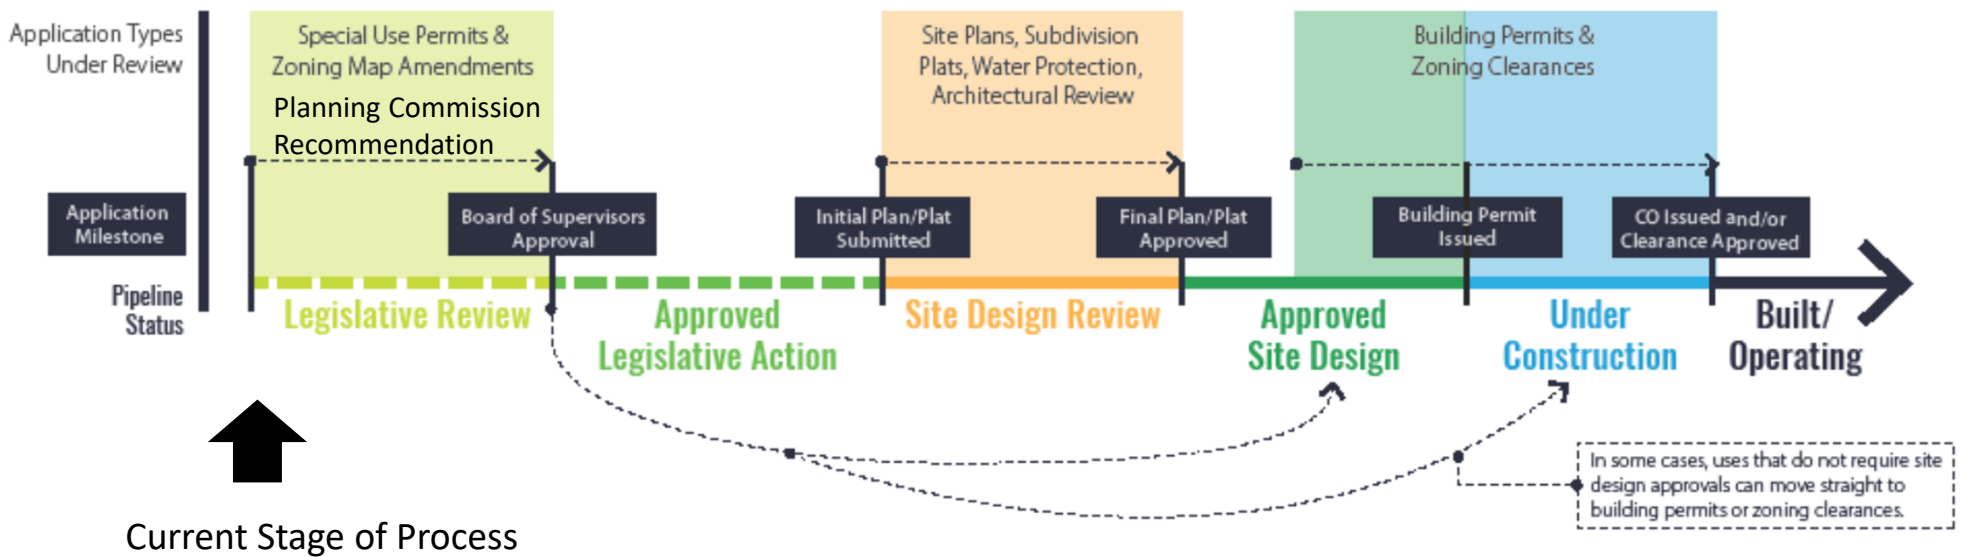 Application Types
Under Review
Special Use Permits &
Zoning Map Amendments
Planning Commission
Recommendation
Site Plans, Subdivision
Plats, Water Protection,
Architectural Review
Building Permits &
Zoning Clearances
Application
Milestone
Board of Supervisors
Approval
Initial Plan/Plat
Submitted
Final Plan/Plat
Approved
Building Permit
Issued
CO Issued and/or
Clearance Approved
Pipeline
Status
Legislative Review
Approved
Legislative Action
Site Design Review
Approved
Site Design
Under
Construction
Built/
Operating
In some cases, uses that do not require site
design approvals can move straight to
building permits or zoning clearances.
Current Stage of Process